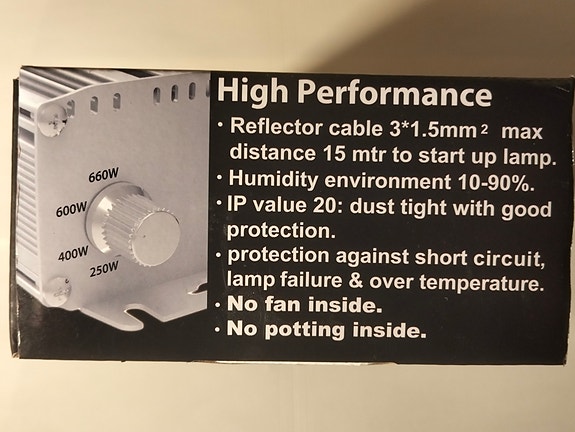 High Performance
· Reflector cable 3*1.5mm² max
distance 15 mtr to start up lamp.
· Humidity environment 10-90%.
· IP value 20: dust tight with good
protection.
· protection against short circuit,
lamp failure & over temperature.
· No fan inside.
· No potting inside.
660W
600W
400W
250W